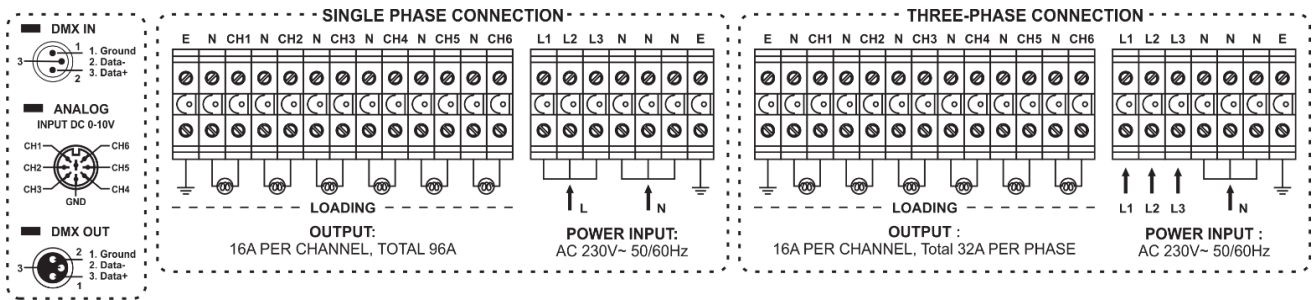 DMX IN
1
3
2
1. Ground
2. Data-
3. Data+
ANALOG
INPUT DC 0-10V
CH1 CH6
CH2 CH5
CH3 CH4
GND
DMX OUT
2
3
1
1. Ground
2. Data-
3. Data+
SINGLE PHASE CONNECTION
E N CH1 N CH2 N CH3 N CH4 N CH5 N CH6
L1 L2 L3 N N N E
LOADING
L N
OUTPUT:
16A PER CHANNEL, TOTAL 96A
POWER INPUT:
AC 230V~ 50/60Hz
THREE-PHASE CONNECTION
E N CH1 N CH2 N CH3 N CH4 N CH5 N CH6
L1 L2 L3 N N N E
LOADING
L1 L2 L3 N
OUTPUT :
16A PER CHANNEL, Total 32A PER PHASE
POWER INPUT :
AC 230V~ 50/60Hz